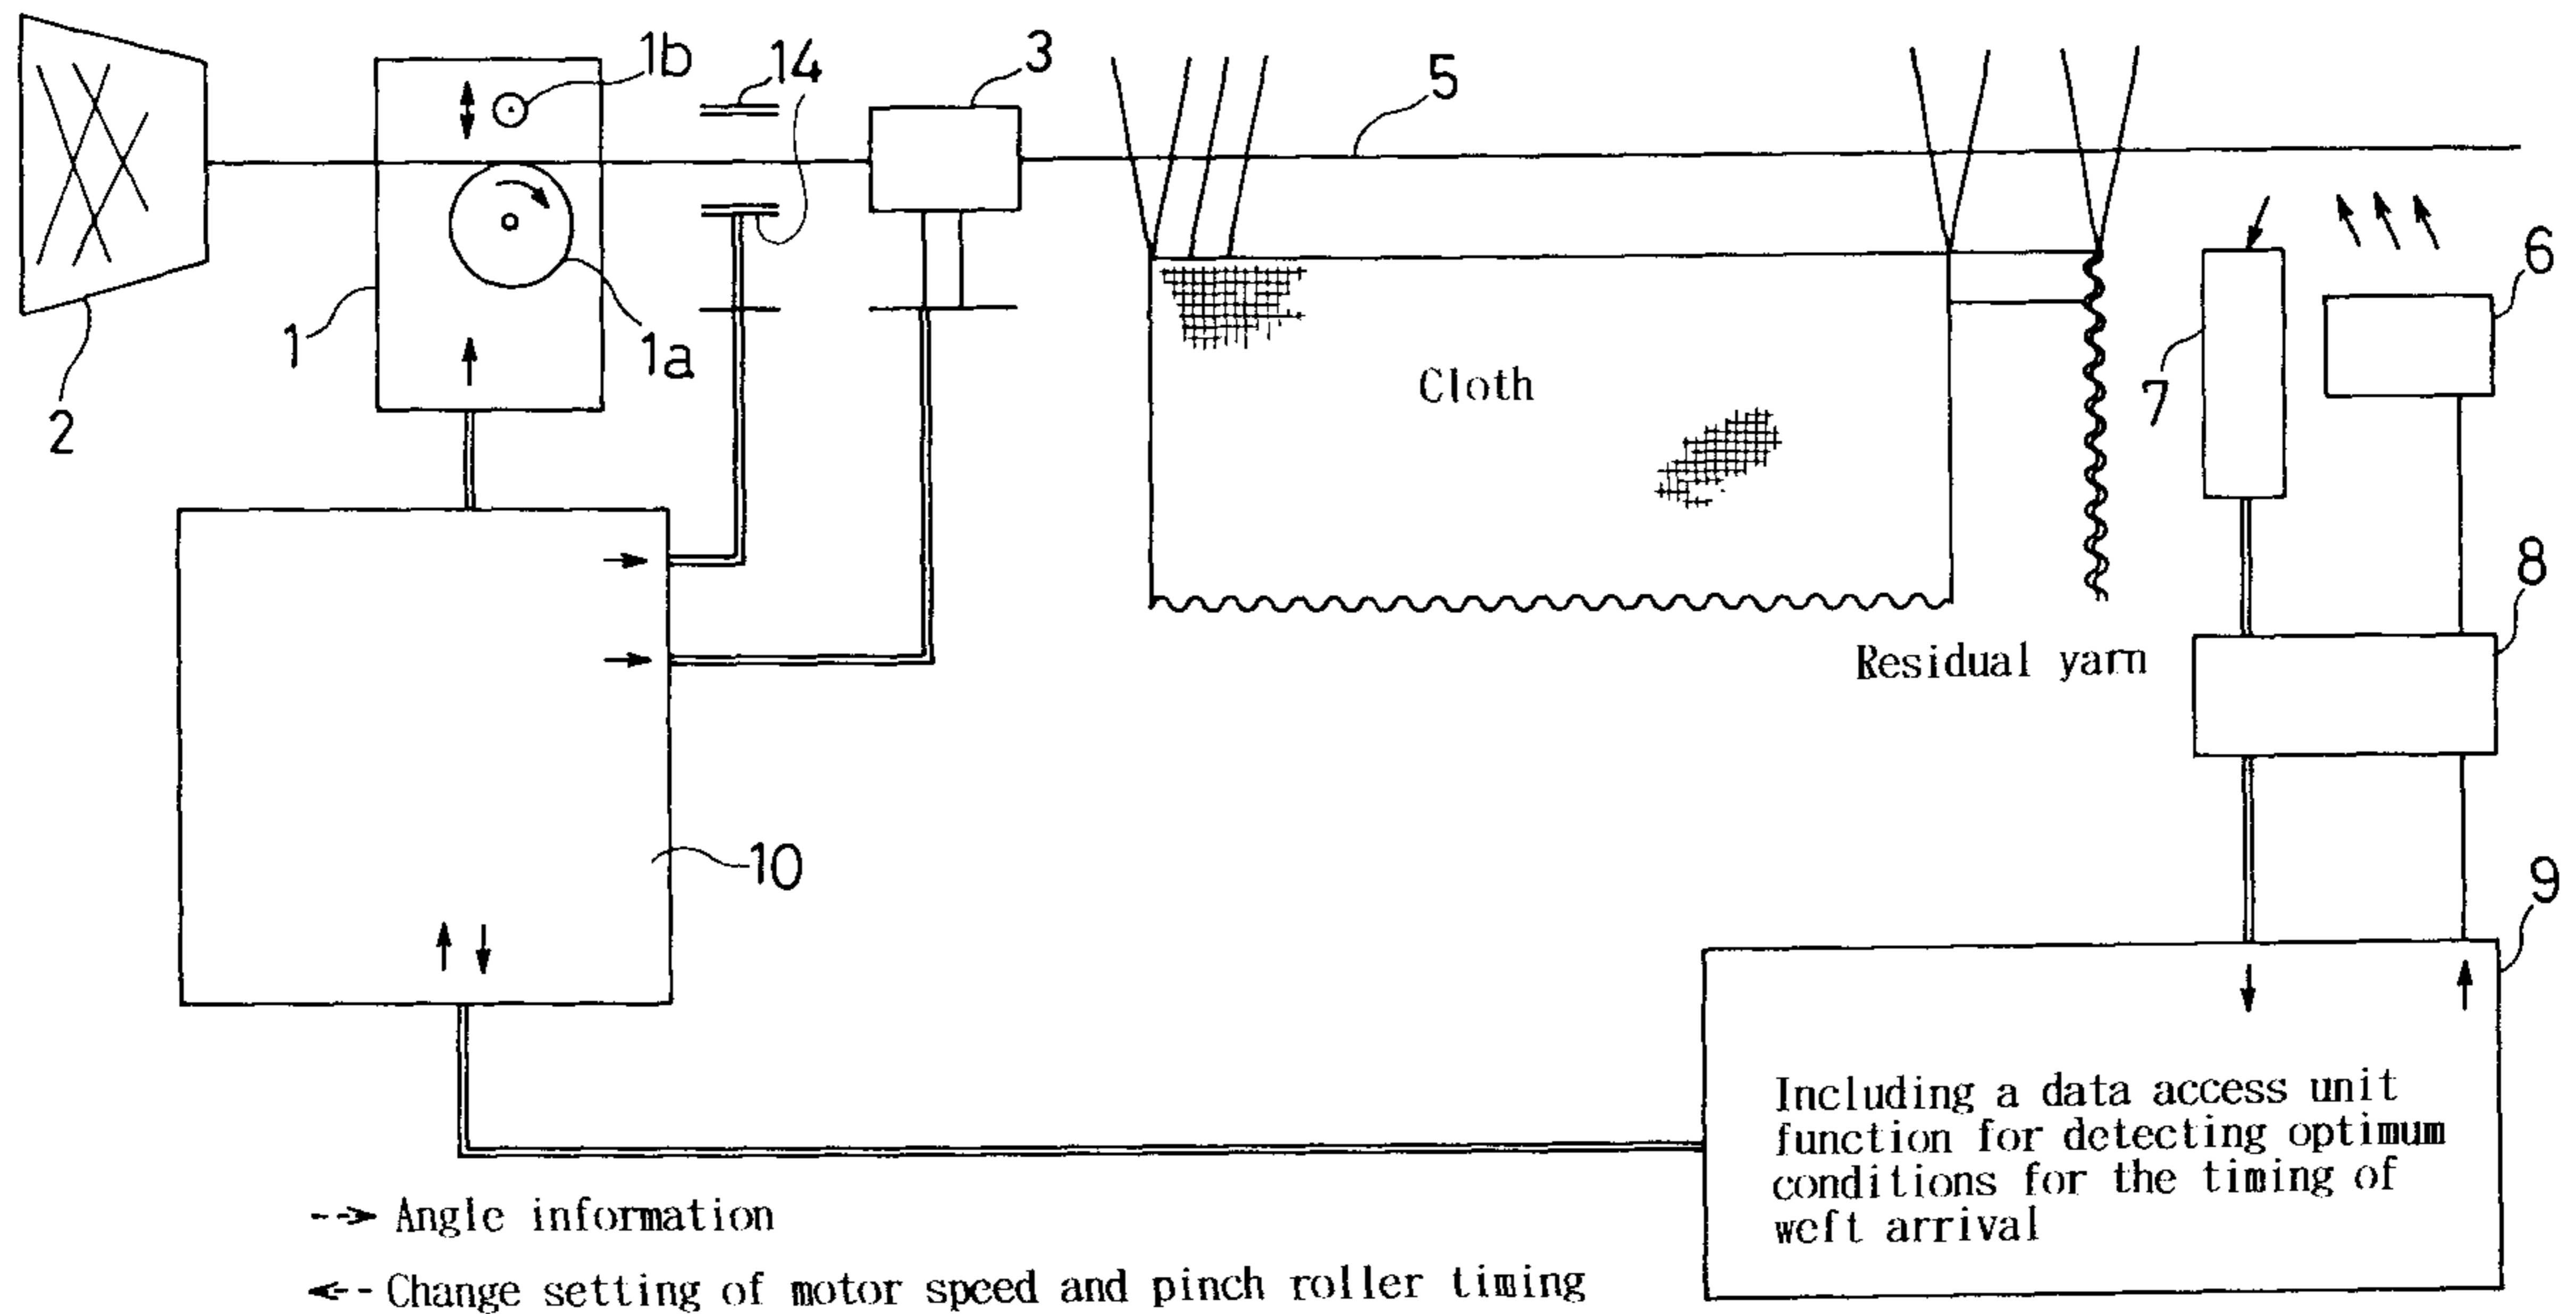 1b
14
3
5
6
1
1a
2
7
Cloth
8
Residual yarn
10
9
Including a data access unit
function for detecting optimum
conditions for the timing of
weft arrival
Angle information
Change setting of motor speed and pinch roller timing